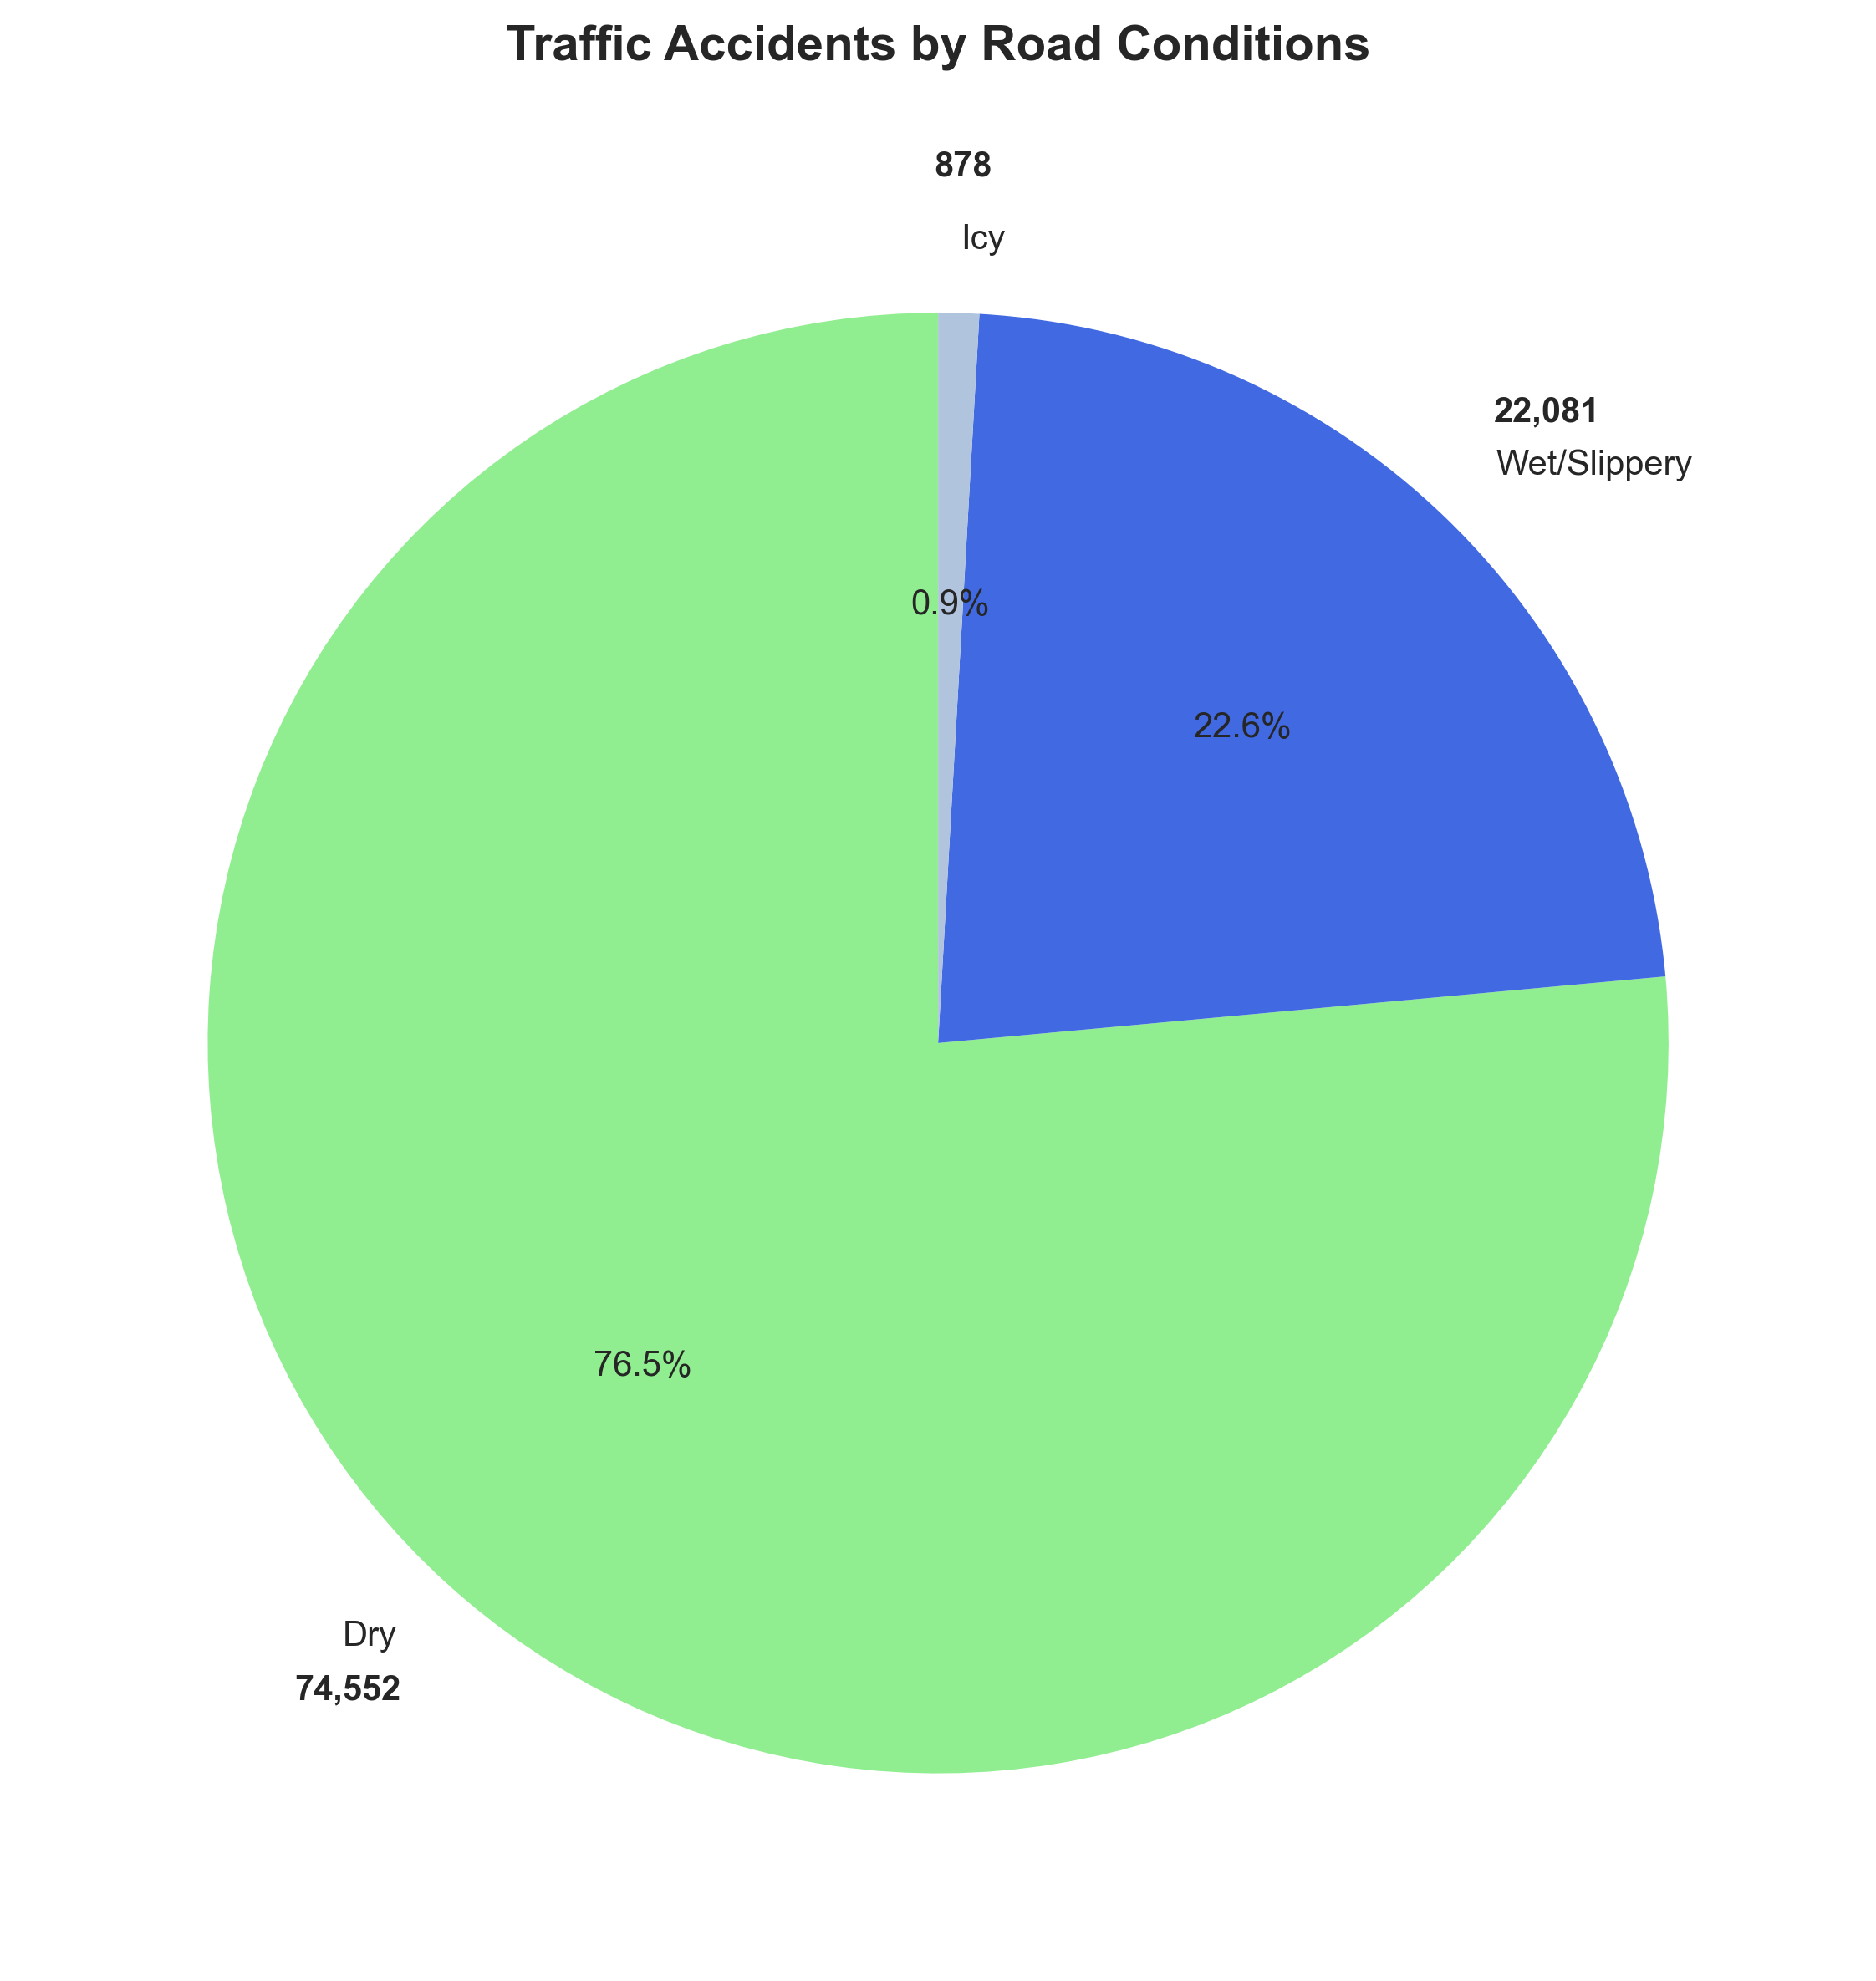 Traffic Accidents by Road Conditions
878
Icy
22,081
Wet/Slippery
0.9%
22.6%
76.5%
Dry
74,552